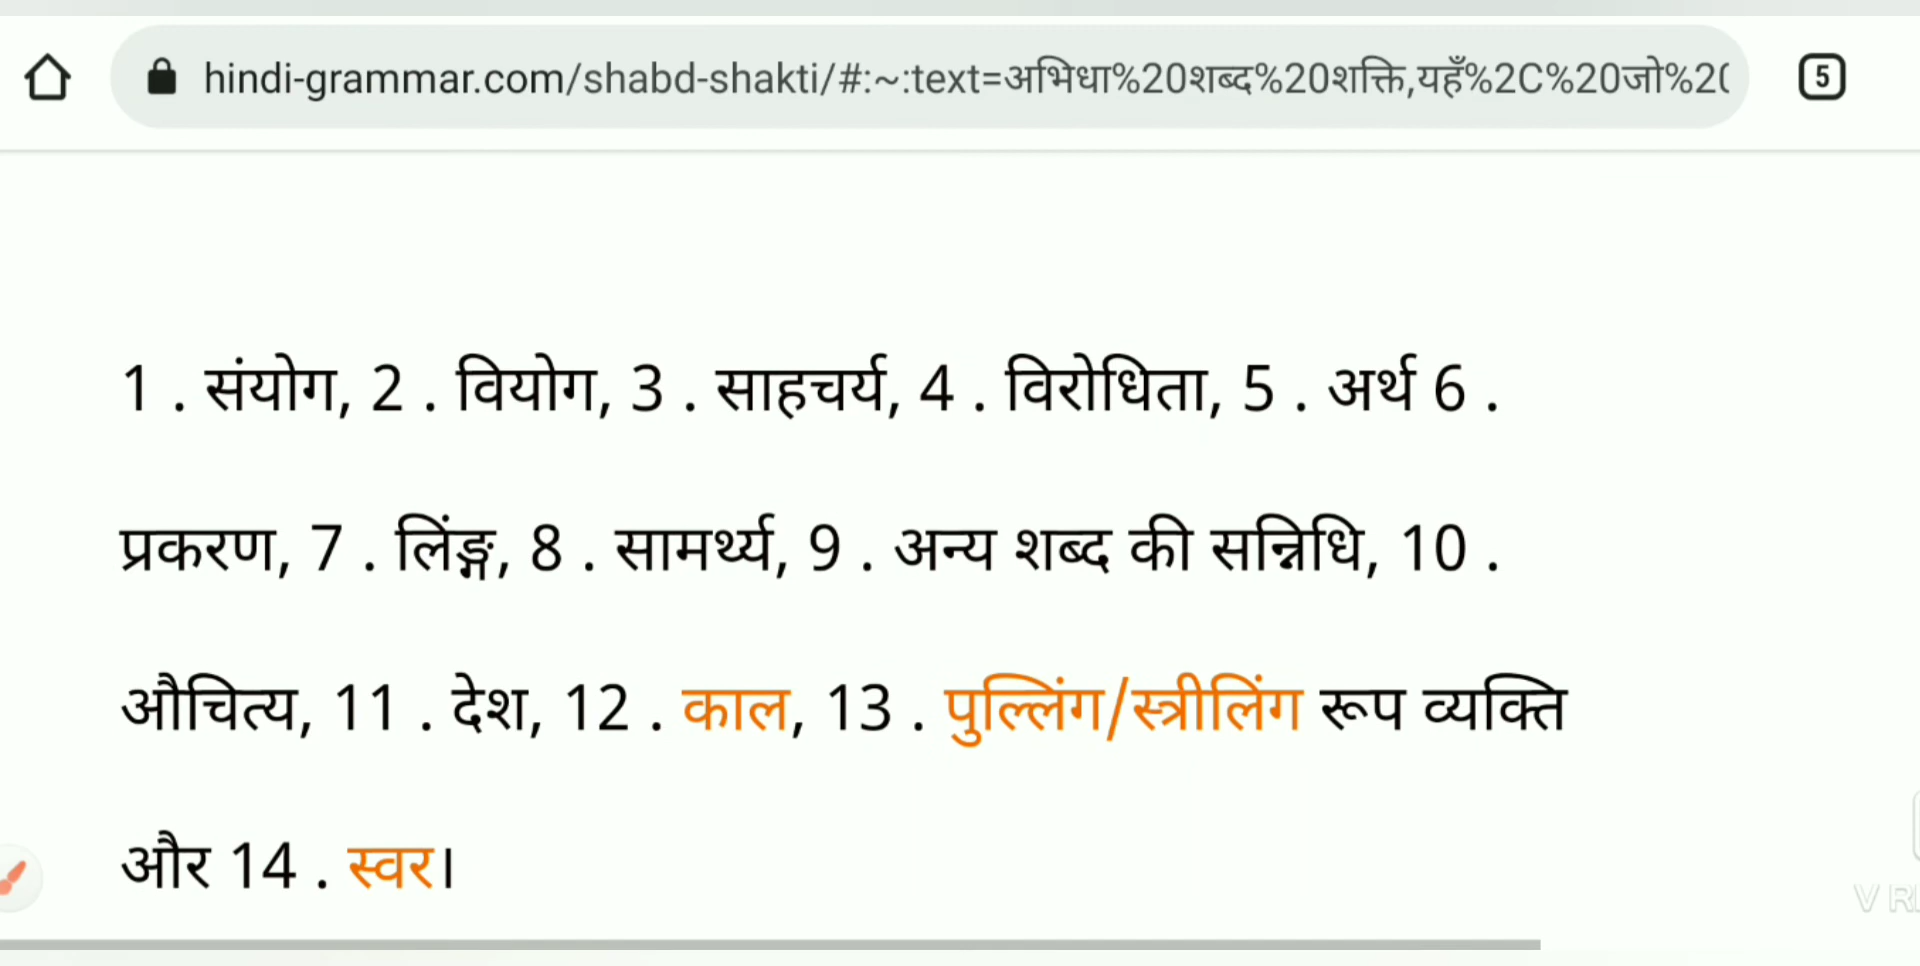 hindi-grammar.com/shabd-shakti/#:~:text=अभिधा%20शब्द%20शक्ति,यहँ%2C%20जो%2( 5
1 . संयोग, 2 . वियोग, 3 . साहचर्य, 4 . विरोधिता, 5 . अर्थ 6 .
प्रकरण, 7 . लिंङ्ग, 8 . सामर्थ्य, 9 . अन्य शब्द की सन्निधि, 10 .
औचित्य, 11 . देश, 12 . काल, 13 . पुल्लिंग/स्त्रीलिंग रूप व्यक्ति
और 14 . स्वर।